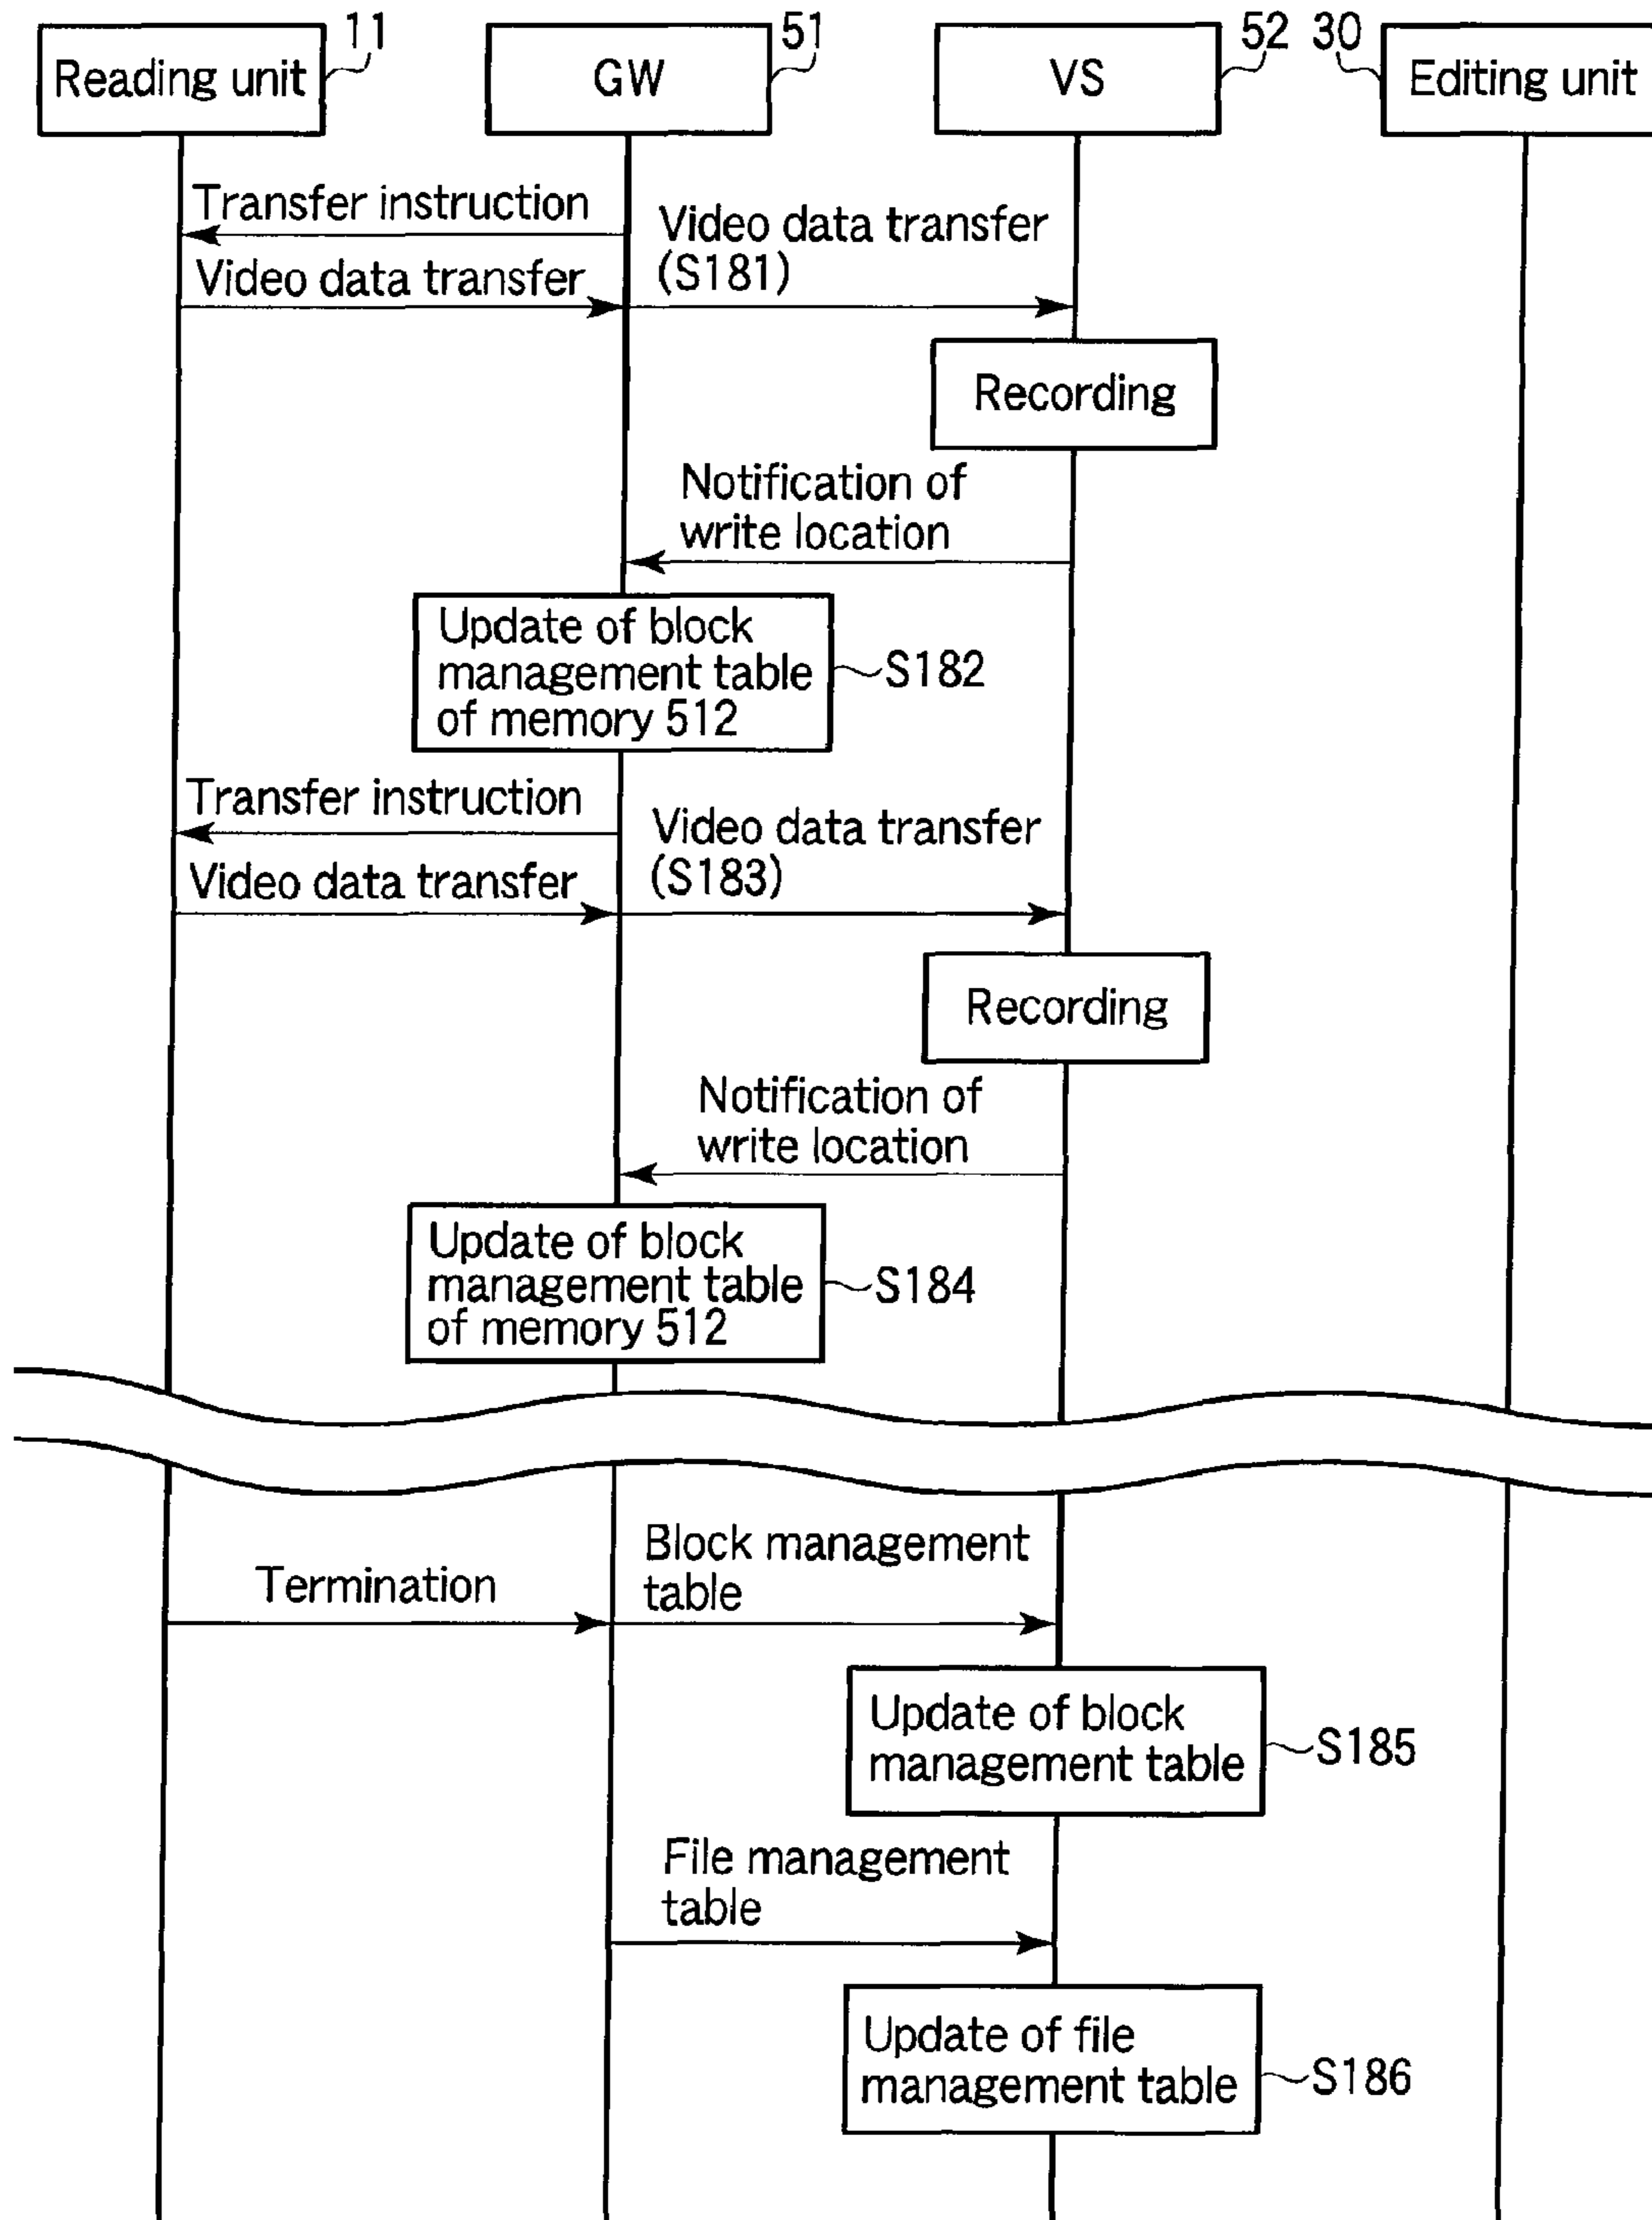 11
51
52
30
Reading unit
GW
VS
Editing unit
Transfer instruction
Video data transfer
(S181)
Video data transfer
Recording
Notification of
write location
Update of block
management table
of memory 512
S182
Transfer instruction
Video data transfer
(S183)
Video data transfer
Recording
Notification of
write location
Update of block
management table
of memory 512
S184
Block management
table
Termination
Update of block
management table
S185
File management
table
Update of file
management table
S186